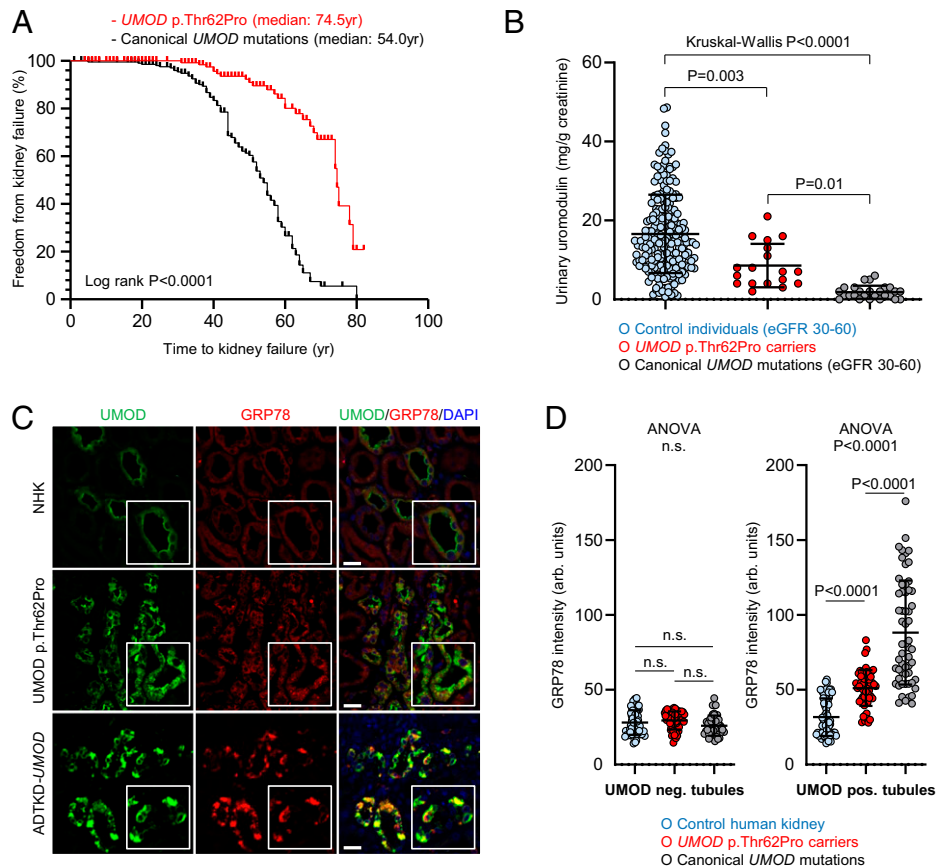 A
- UMOD p.Thr62Pro (median: 74.5yr)
- Canonical UMOD mutations (median: 54.0yr)
Freedom from kidney failure (%)
100
80
60
40
20
0
Log rank P<0.0001
0 20 40 60 80 100
Time to kidney failure (yr)
B
Kruskal-Wallis P<0.0001
P=0.003
P=0.01
Urinary uromodulin (mg/g creatinine)
60
40
20
0
O Control individuals (eGFR 30-60)
O UMOD p.Thr62Pro carriers
O Canonical UMOD mutations (eGFR 30-60)
C
UMOD GRP78 UMOD/GRP78/DAPI
NHK
UMOD p.Thr62Pro
ADTKD-UMOD
D
ANOVA
n.s.
GRP78 intensity (arb. units)
200
150
100
50
0
n.s.
n.s. n.s.
UMOD neg. tubules
ANOVA
P<0.0001
P<0.0001
P<0.0001
GRP78 intensity (arb. units)
200
150
100
50
0
UMOD pos. tubules
O Control human kidney
O UMOD p.Thr62Pro carriers
O Canonical UMOD mutations